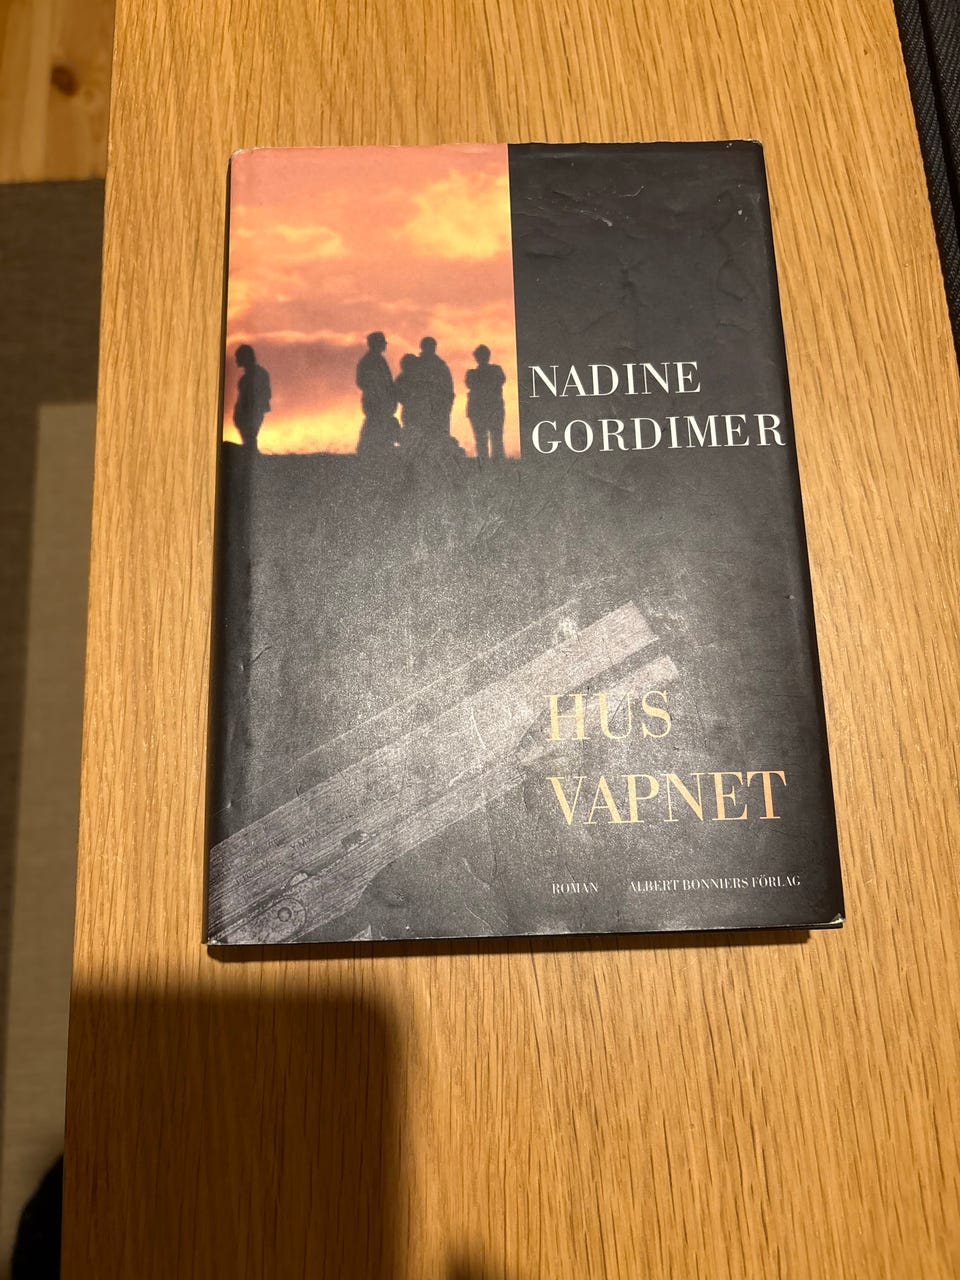 NADINE
GORDIMER
HUS
VAPNET
ROMAN ALBERT BONNIERS FÖRLAG